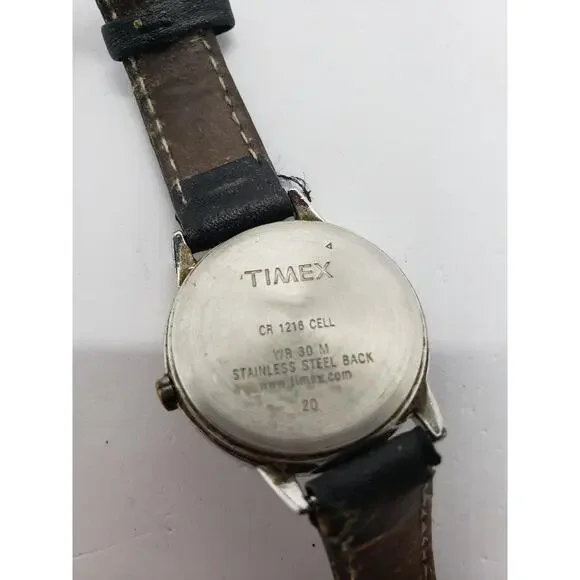 TIMEX
CR 1216 CELL
WR 30 M
STAINLESS STEEL BACK
www.timex.com
20